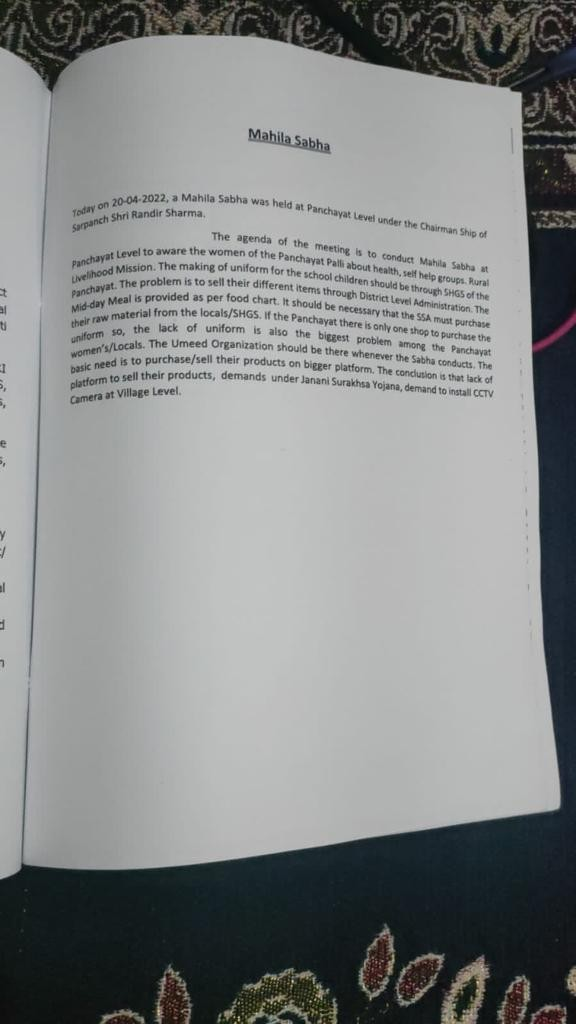 Mahila Sabha
Today on 20-04-2022, a Mahila Sabha was held at Panchayat Level under the Chairman Ship of
Sarpanch Shri Randir Sharma.
The agenda of the meeting is to conduct Mahila Sabha at
Panchayat Level to aware the women of the Panchayat Palli about health, self help groups. Rural
Livelihood Mission. The making of uniform for the school children should be through SHGS of the
Panchayat. The problem is to sell their different items through District Level Administration. The
Mid-day Meal is provided as per food chart. It should be necessary that the SSA must purchase
their raw material from the locals/SHGS. If the Panchayat there is only one shop to purchase the
uniform so, the lack of uniform is also the biggest problem among the Panchayat
women's/Locals. The Umeed Organization should be there whenever the Sabha conducts. The
basic need is to purchase/sell their products on bigger platform. The conclusion is that lack of
platform to sell their products, demands under Janani Surakhsa Yojana, demand to install CCTV
Camera at Village Level.